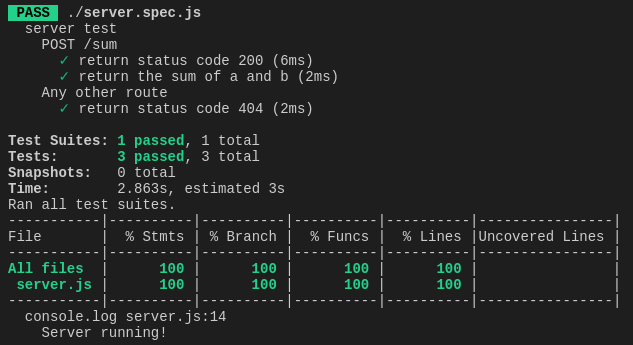 PASS ./server.spec.js
server test
POST /sum
✓ return status code 200 (6ms)
✓ return the sum of a and b (2ms)
Any other route
✓ return status code 404 (2ms)
Test Suites: 1 passed, 1 total
Tests: 3 passed, 3 total
Snapshots: 0 total
Time: 2.863s, estimated 3s
Ran all test suites.
-----------|----------|----------|----------|----------|----------------|
File       |  % Stmts | % Branch |  % Funcs |  % Lines |Uncovered Lines |
-----------|----------|----------|----------|----------|----------------|
All files  |      100 |      100 |      100 |      100 |                |
 server.js |      100 |      100 |      100 |      100 |                |
-----------|----------|----------|----------|----------|----------------|
console.log server.js:14
Server running!